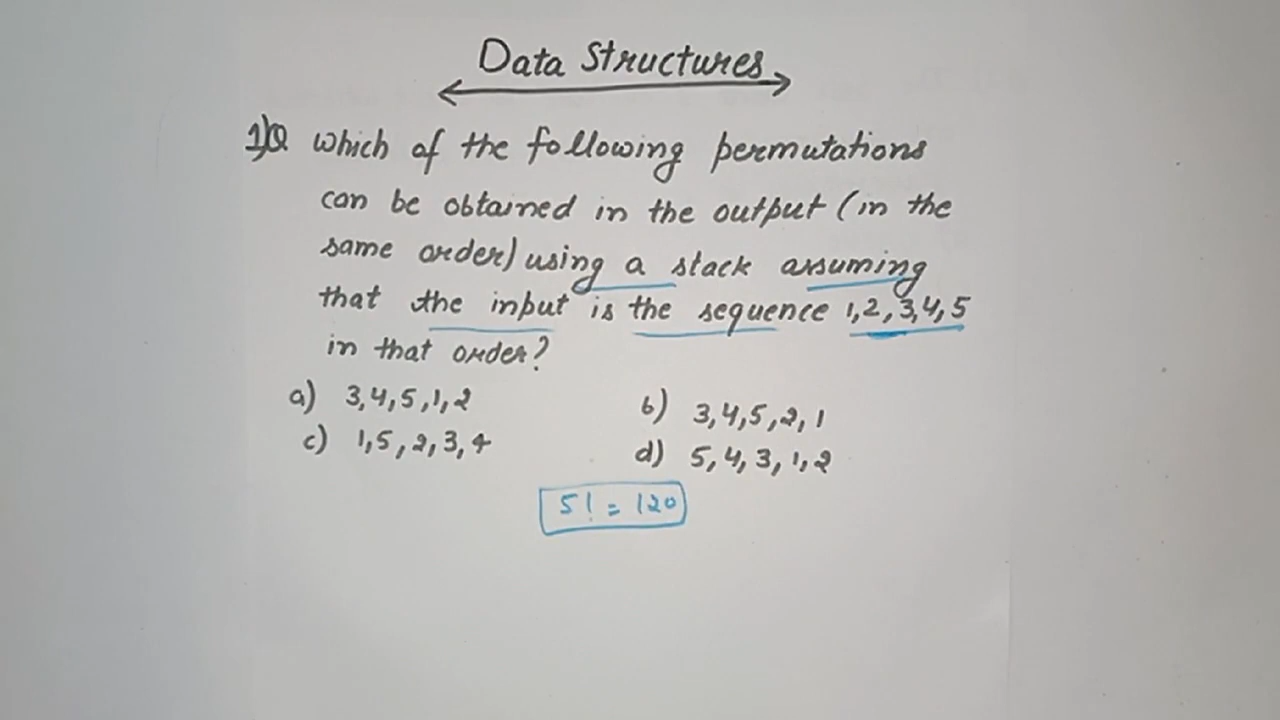 Data Structures
1)Q Which of the following permutations
can be obtained in the output (in the
same order) using a stack assuming
that the input is the sequence 1,2,3,4,5
in that order?
a) 3,4,5,1,2
b) 3,4,5,2,1
c) 1,5,2,3,4
d) 5,4,3,1,2
5! = 120